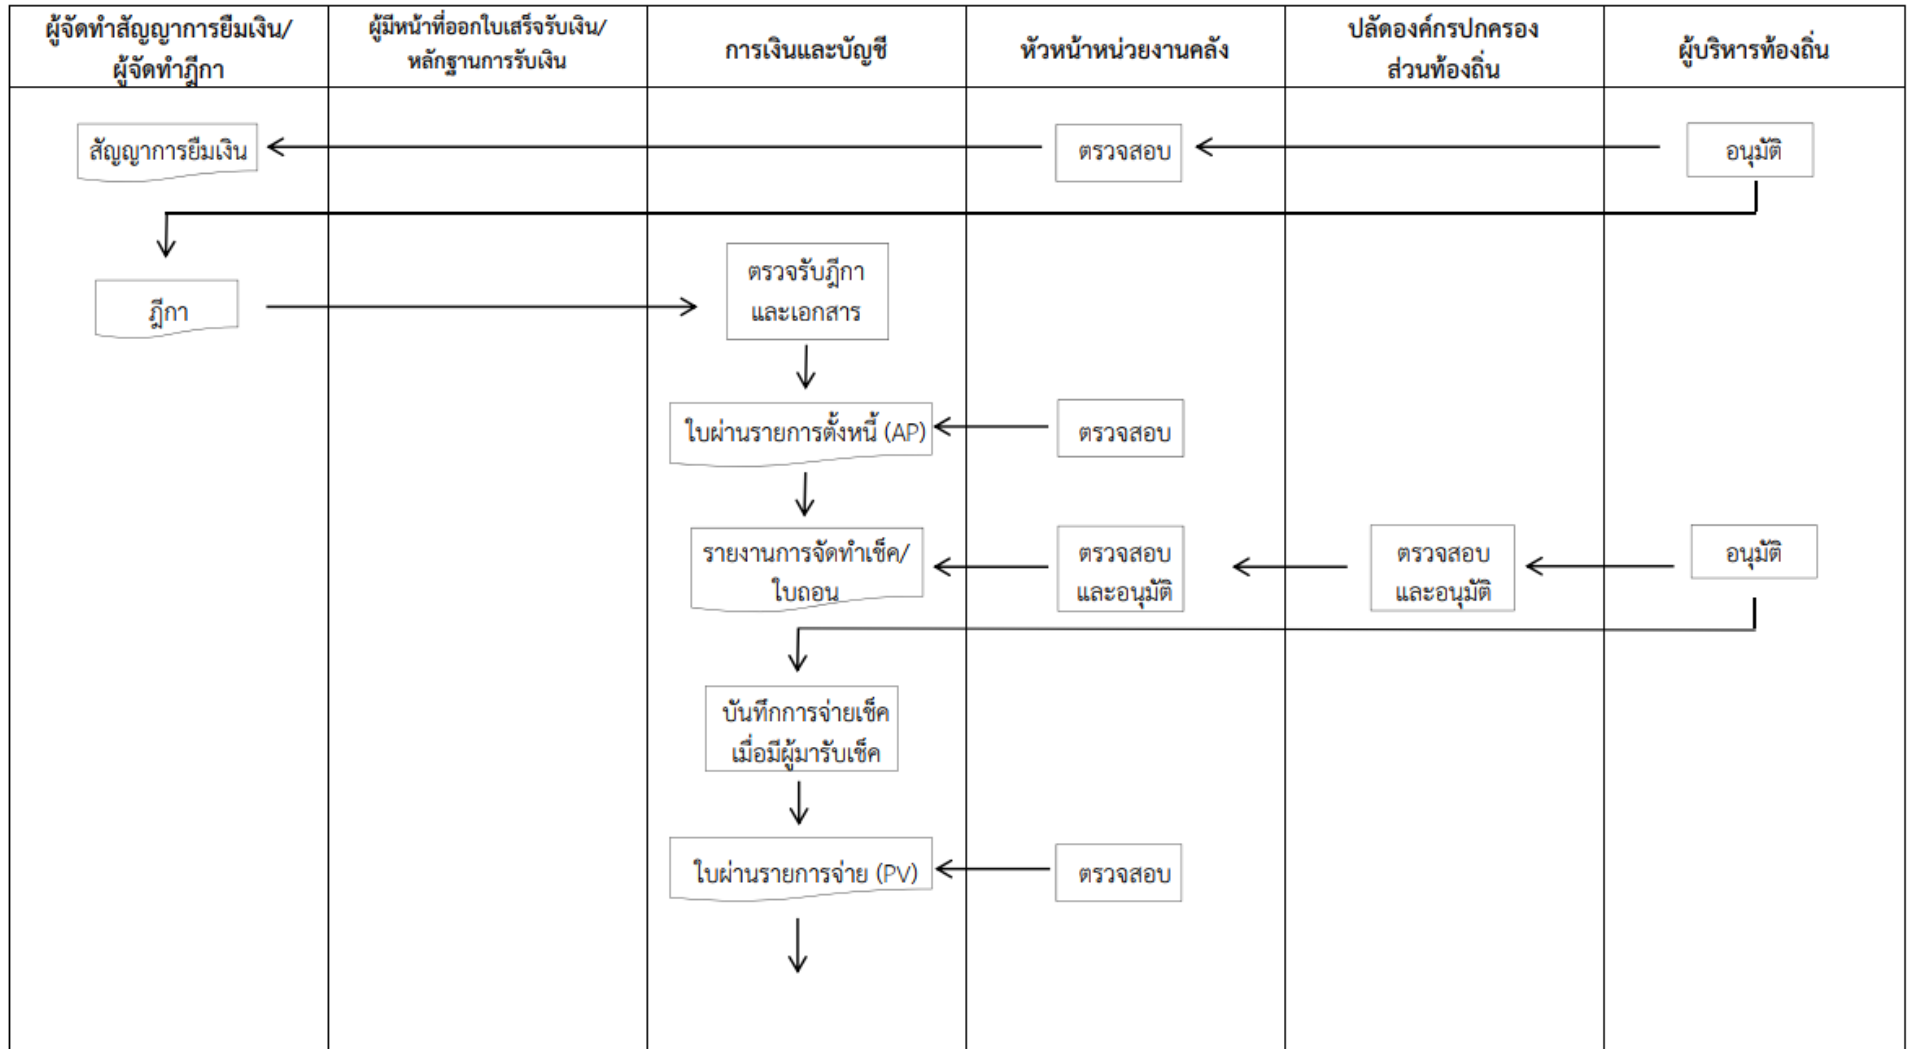 ผู้จัดทำสัญญาการยืมเงิน/
ผู้จัดทำฎีกา
ผู้มีหน้าที่ออกใบเสร็จรับเงิน/
หลักฐานการรับเงิน
การเงินและบัญชี
หัวหน้าหน่วยงานคลัง
ปลัดองค์กรปกครอง
ส่วนท้องถิ่น
ผู้บริหารท้องถิ่น
สัญญาการยืมเงิน
ตรวจสอบ
อนุมัติ
ฎีกา
ตรวจรับฎีกา
และเอกสาร
ใบผ่านรายการตั้งหนี้ (AP)
ตรวจสอบ
รายงานการจัดทำเช็ค/
ใบถอน
ตรวจสอบ
และอนุมัติ
ตรวจสอบ
และอนุมัติ
อนุมัติ
บันทึกการจ่ายเช็ค
เมื่อมีผู้มารับเช็ค
ใบผ่านรายการจ่าย (PV)
ตรวจสอบ